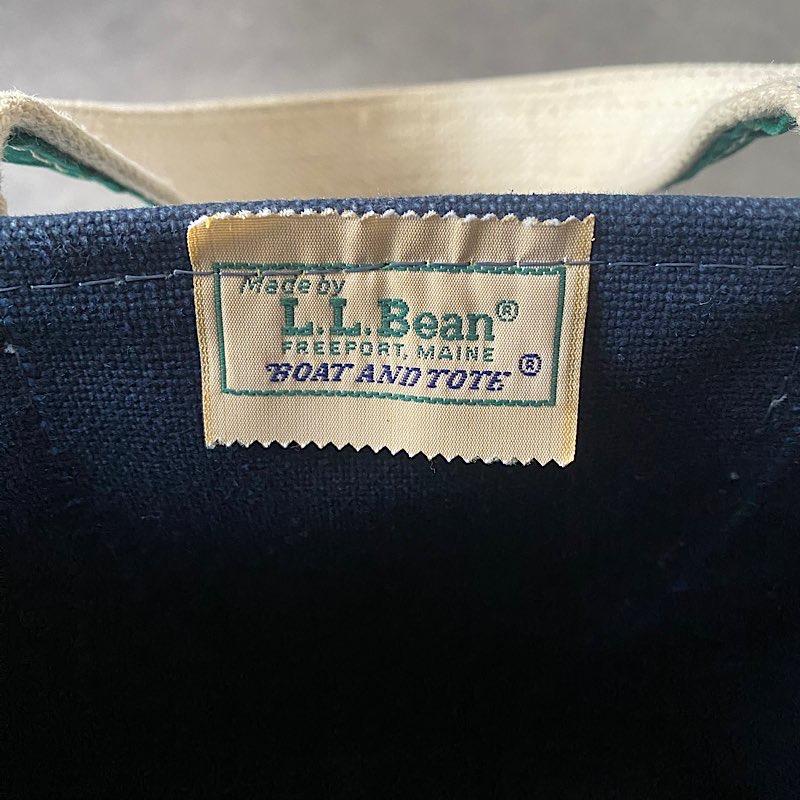 Made by
L.L.Bean®
FREEPORT, MAINE
BOAT AND TOTE ®